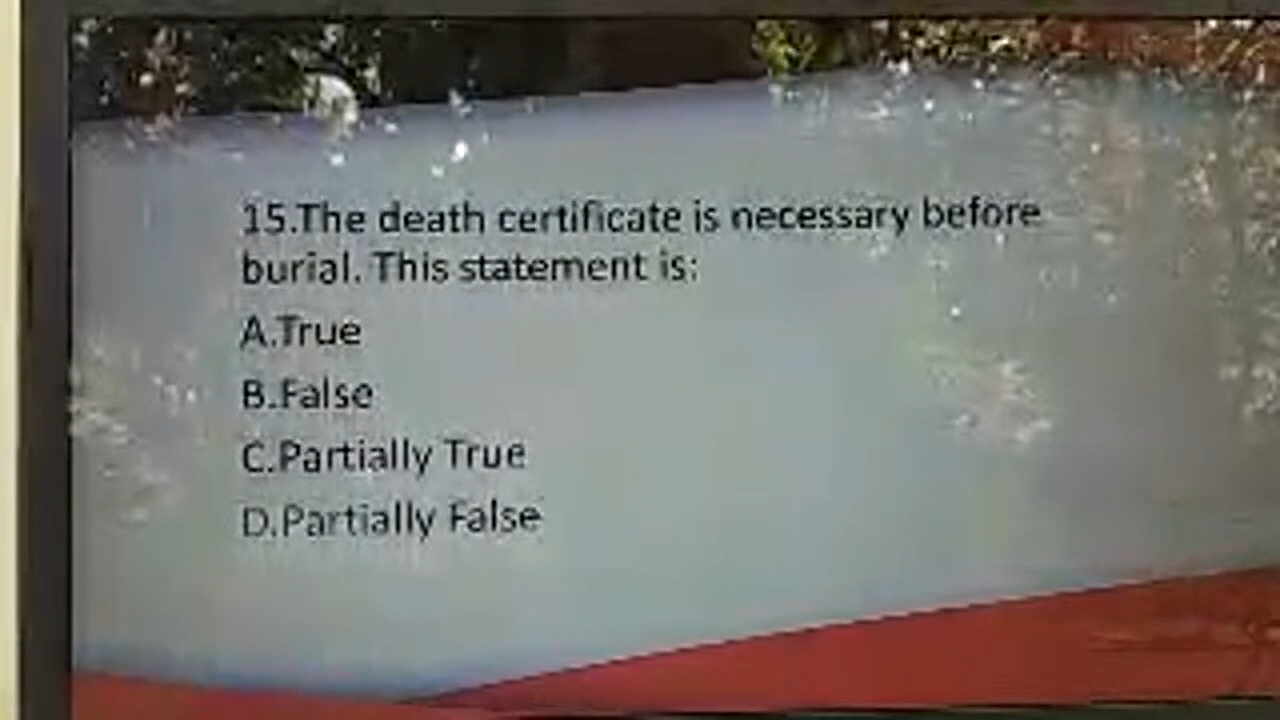 15.The death certificate is necessary before
burial. This statement is:
A.True
B.False
C.Partially True
D.Partially False